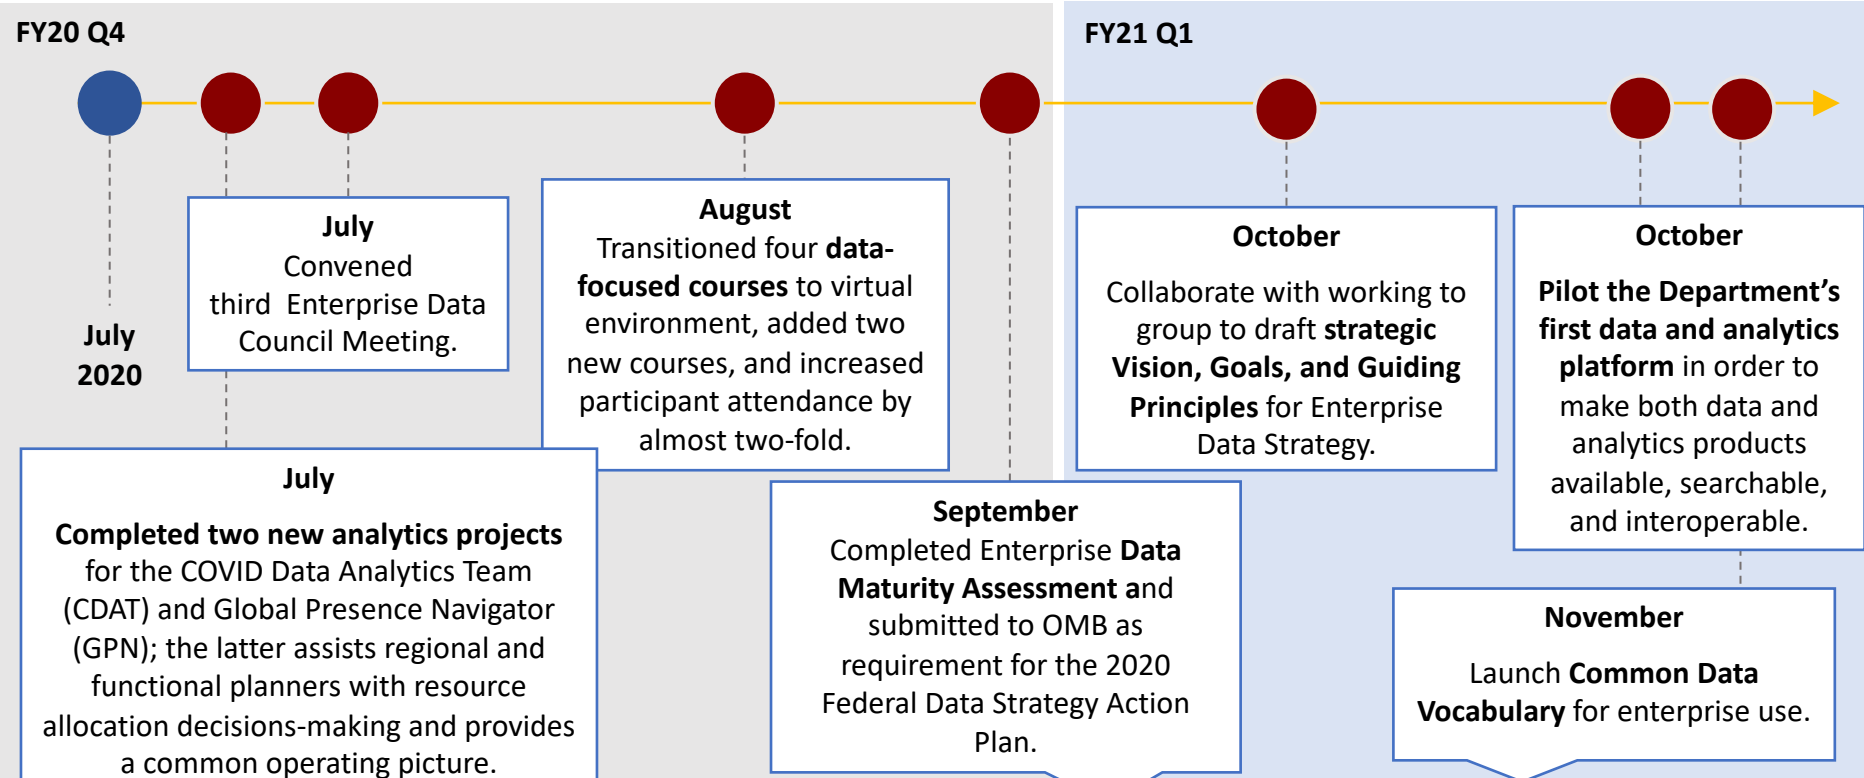 FY20 Q4
FY21 Q1
July
2020
July
Convened
third  Enterprise Data
Council Meeting.
July
Completed two new analytics projects
for the COVID Data Analytics Team
(CDAT) and Global Presence Navigator
(GPN); the latter assists regional and
functional planners with resource
allocation decisions-making and provides
a common operating picture.
August
Transitioned four data-
focused courses to virtual
environment, added two
new courses, and increased
participant attendance by
almost two-fold.
September
Completed Enterprise Data
Maturity Assessment and
submitted to OMB as
requirement for the 2020
Federal Data Strategy Action
Plan.
October
Collaborate with working to
group to draft strategic
Vision, Goals, and Guiding
Principles for Enterprise
Data Strategy.
October
Pilot the Department’s
first data and analytics
platform in order to
make both data and
analytics products
available, searchable,
and interoperable.
November
Launch Common Data
Vocabulary for enterprise use.